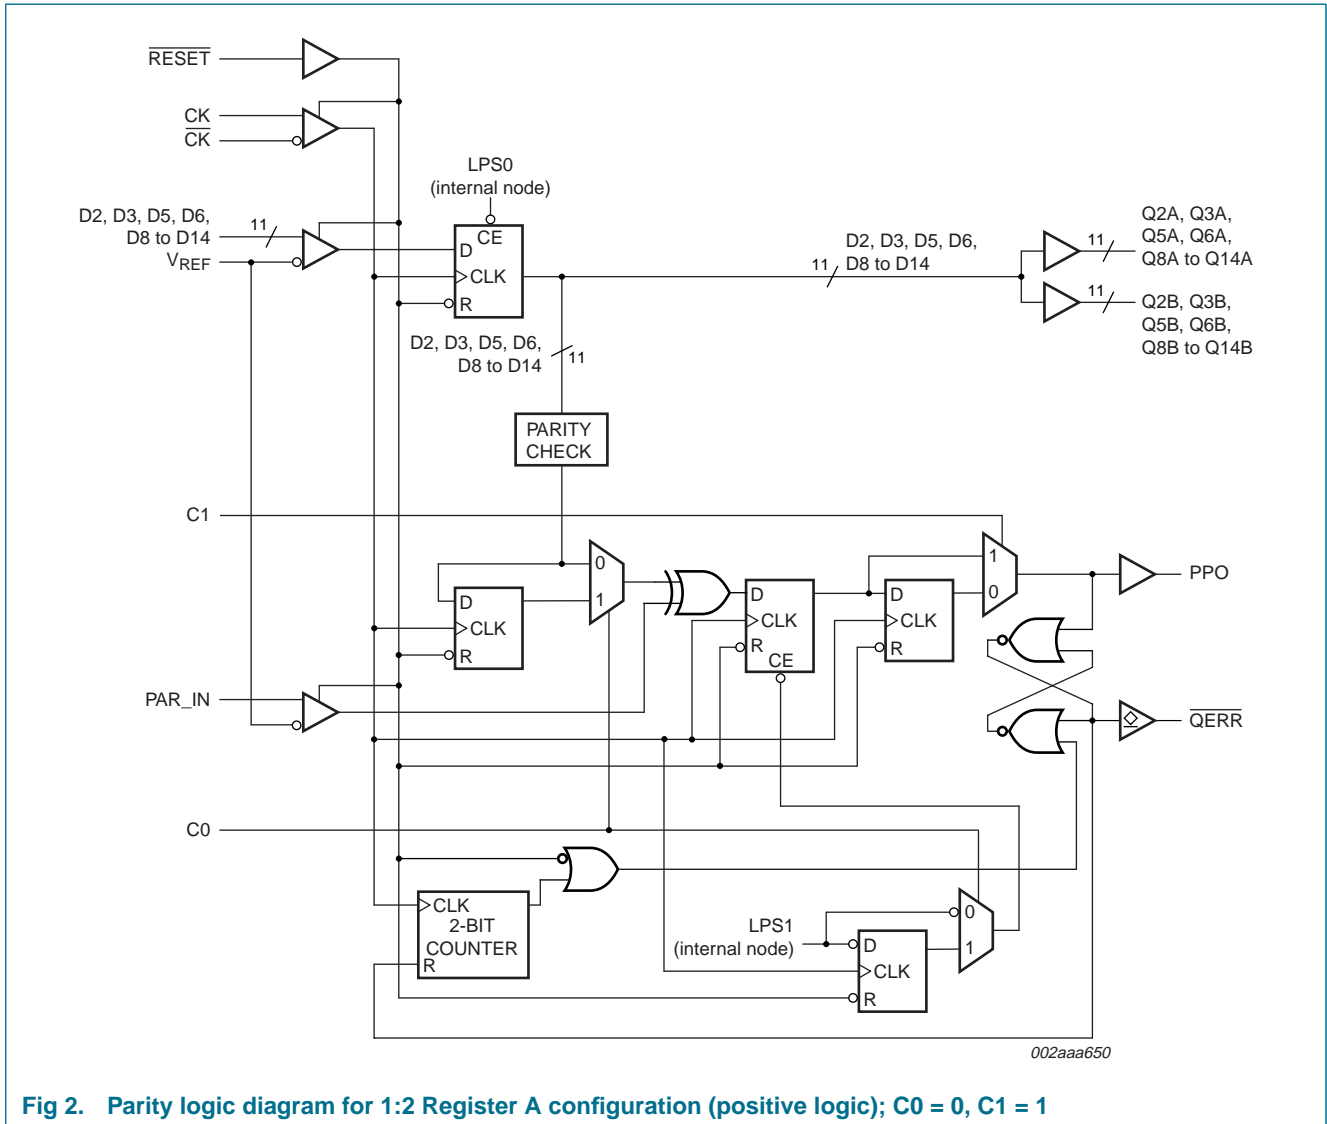 RESET
CK
CK
LPS0
(internal node)
D2, D3, D5, D6,
D8 to D14
11
VREF
CE
D
CLK
R
D2, D3, D5, D6,
D8 to D14
11
11
Q2A, Q3A,
Q5A, Q6A,
Q8A to Q14A
11
Q2B, Q3B,
Q5B, Q6B,
Q8B to Q14B
D2, D3, D5, D6,
D8 to D14
11
PARITY
CHECK
C1
0
1
D
CLK
R
D
CLK
R
CE
D
CLK
R
1
0
PPO
PAR_IN
QERR
C0
CLK
2-BIT
COUNTER
R
LPS1
(internal node)
D
CLK
R
0
1
002aaa650
Fig 2. Parity logic diagram for 1:2 Register A configuration (positive logic); C0 = 0, C1 = 1